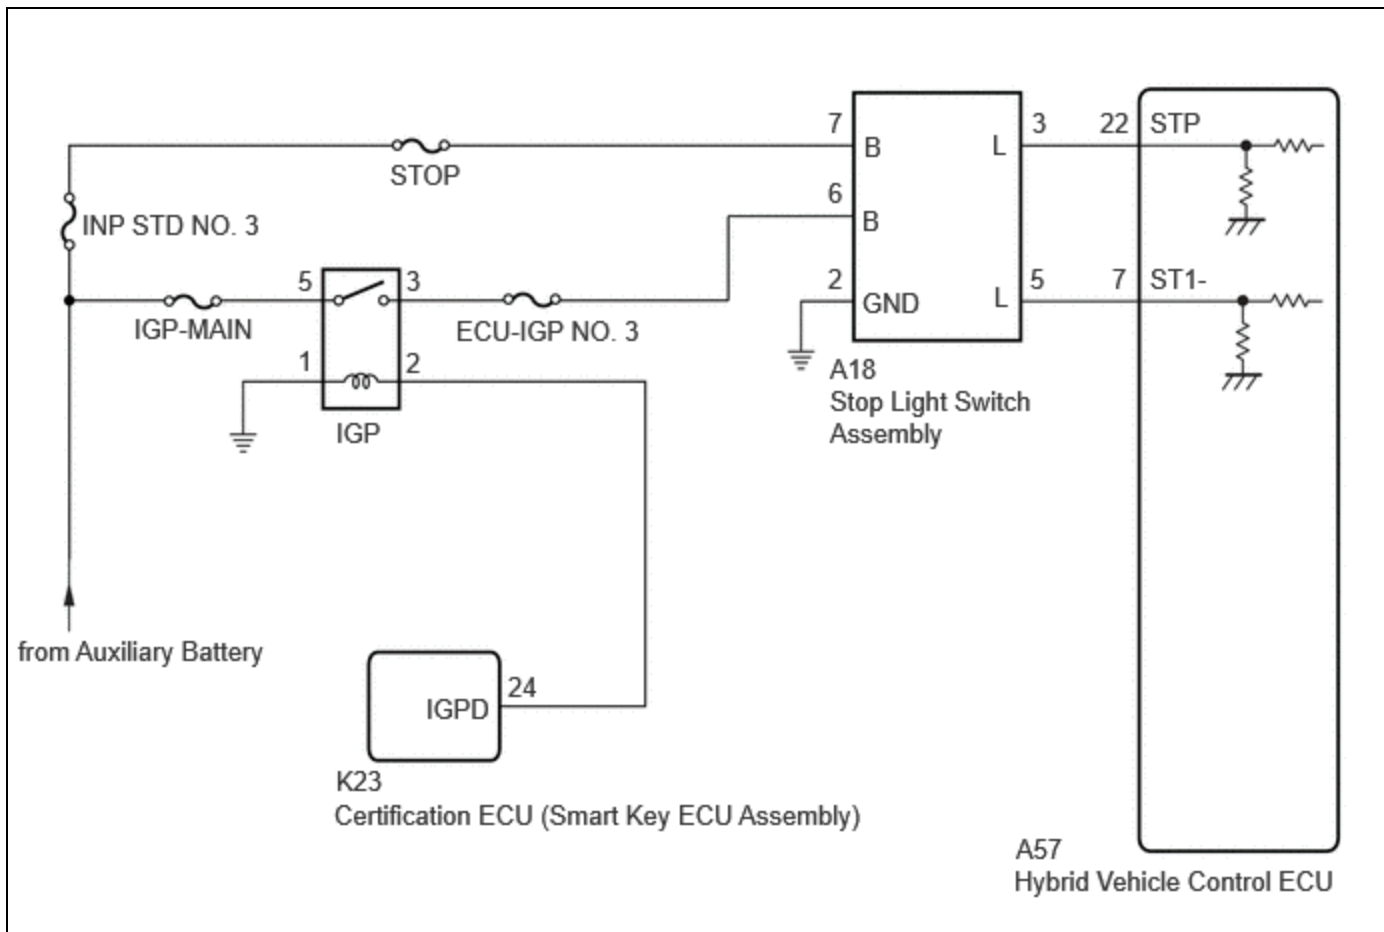 7
B
L
3
22
STP
STOP
6
B
INP STD NO. 3
5
3
2
GND
L
5
7
ST1-
IGP-MAIN
ECU-IGP NO. 3
1
2
A18
Stop Light Switch
Assembly
IGP
from Auxiliary Battery
24
IGPD
K23
Certification ECU (Smart Key ECU Assembly)
A57
Hybrid Vehicle Control ECU